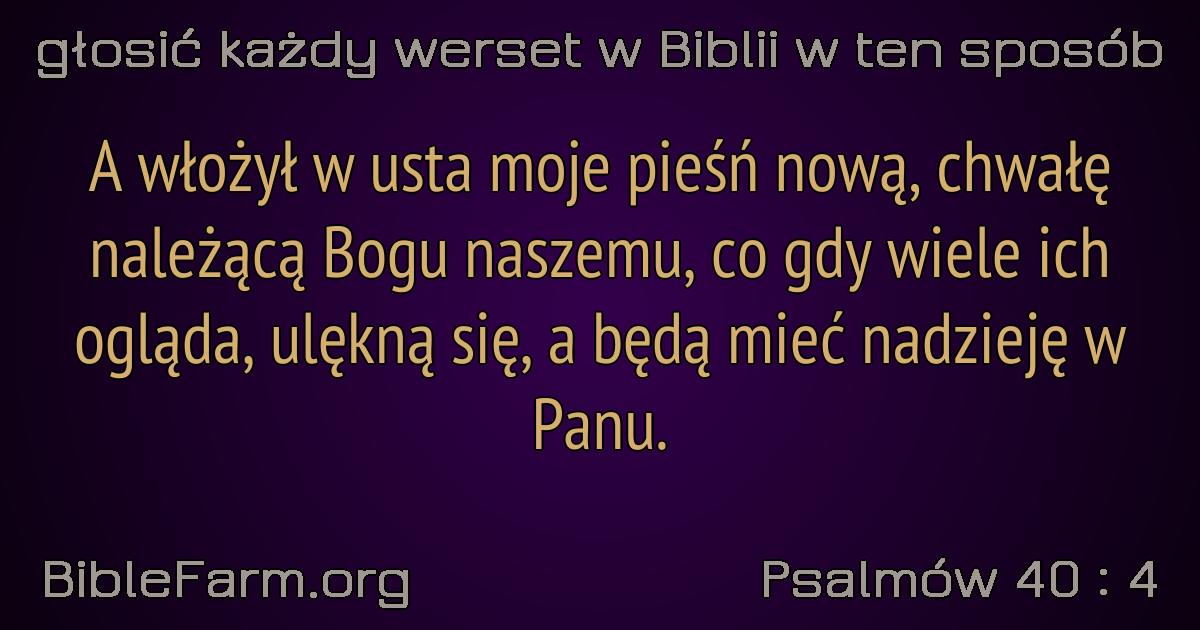 głosić każdy werset w Biblii w ten sposób
A włożył w usta moje pieśń nową, chwałę
należącą Bogu naszemu, co gdy wiele ich
ogląda, ulękną się, a będą mieć nadzieję w
Panu.
BibleFarm.org
Psalmów 40 : 4